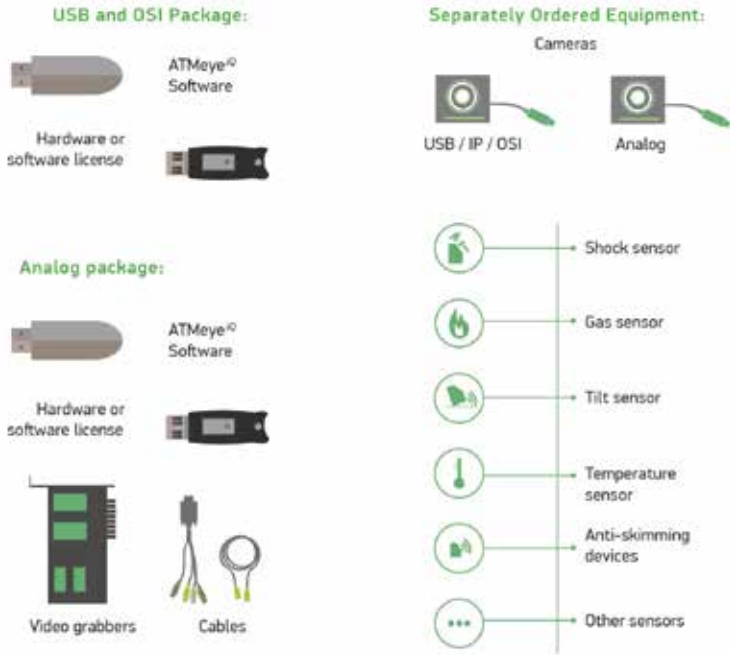 USB and OSI Package:
ATMeye iQ
Software
Hardware or
software license
Analog package:
ATMeye iQ
Software
Hardware or
software license
Video grabbers
Cables
Separately Ordered Equipment:
Cameras
USB / IP / OSI
Analog
Shock sensor
Gas sensor
Tilt sensor
Temperature
sensor
Anti-skimming
devices
Other sensors